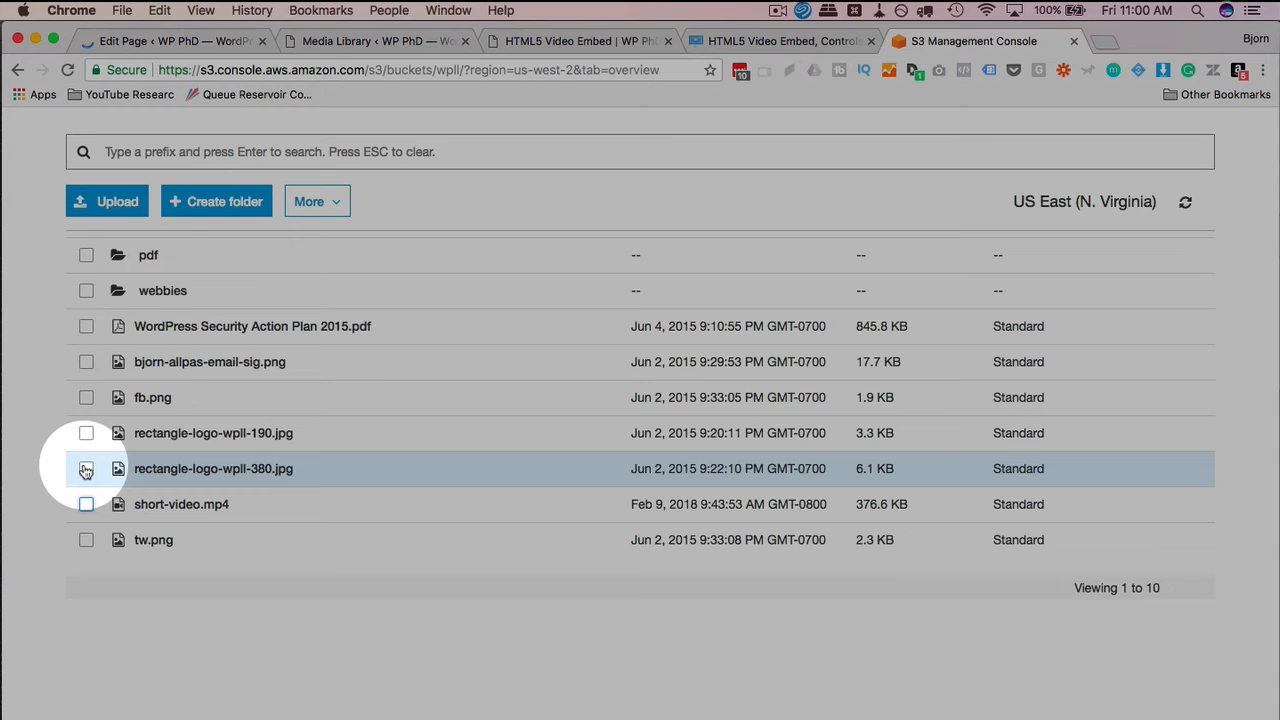 Chrome File Edit View History Bookmarks People Window Help 100% Fri 11:00 AM
Edit Page ‹ WP PhD — WordPr Media Library ‹ WP PhD — Wo HTML5 Video Embed | WP PhD HTML5 Video Embed, Controls S3 Management Console Bjorn
Secure https://s3.console.aws.amazon.com/s3/buckets/wpll/?region=us-west-2&tab=overview 10 1 5
Apps YouTube Researc Queue Reservoir Co... Other Bookmarks
Type a prefix and press Enter to search. Press ESC to clear.
Upload + Create folder More US East (N. Virginia)
pdf -- -- --
webbies -- -- --
WordPress Security Action Plan 2015.pdf Jun 4, 2015 9:10:55 PM GMT-0700 845.8 KB Standard
bjorn-allpas-email-sig.png Jun 2, 2015 9:29:53 PM GMT-0700 17.7 KB Standard
fb.png Jun 2, 2015 9:33:05 PM GMT-0700 1.9 KB Standard
rectangle-logo-wpll-190.jpg Jun 2, 2015 9:20:11 PM GMT-0700 3.3 KB Standard
rectangle-logo-wpll-380.jpg Jun 2, 2015 9:22:10 PM GMT-0700 6.1 KB Standard
short-video.mp4 Feb 9, 2018 9:43:53 AM GMT-0800 376.6 KB Standard
tw.png Jun 2, 2015 9:33:08 PM GMT-0700 2.3 KB Standard
Viewing 1 to 10